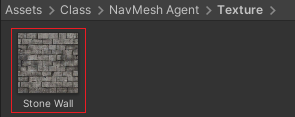 Assets > Class > NavMesh Agent > Texture >
Stone Wall